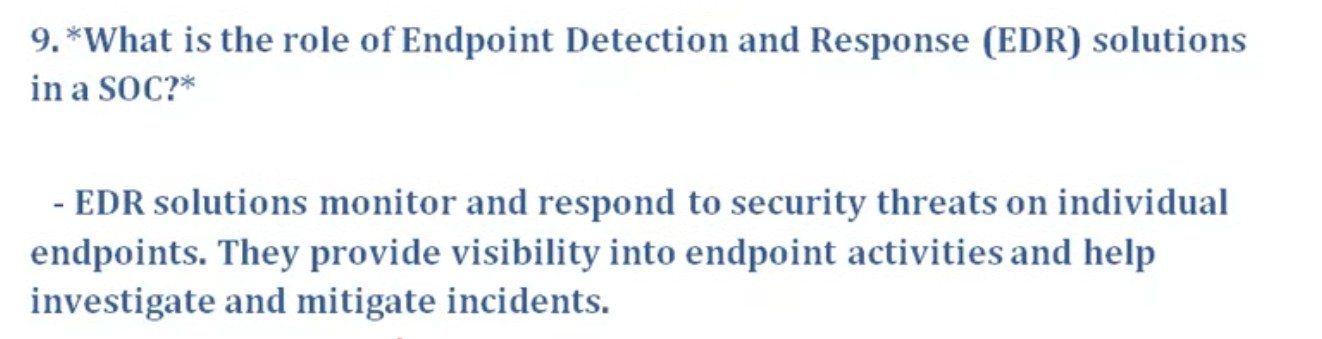 9. *What is the role of Endpoint Detection and Response (EDR) solutions
in a SOC?*
- EDR solutions monitor and respond to security threats on individual
endpoints. They provide visibility into endpoint activities and help
investigate and mitigate incidents.